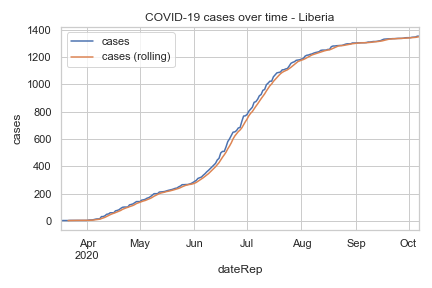 COVID-19 cases over time - Liberia
cases
cases (rolling)
1400
1200
1000
800
600
400
200
0
cases
Apr
2020
May
Jun
Jul
Aug
Sep
Oct
dateRep